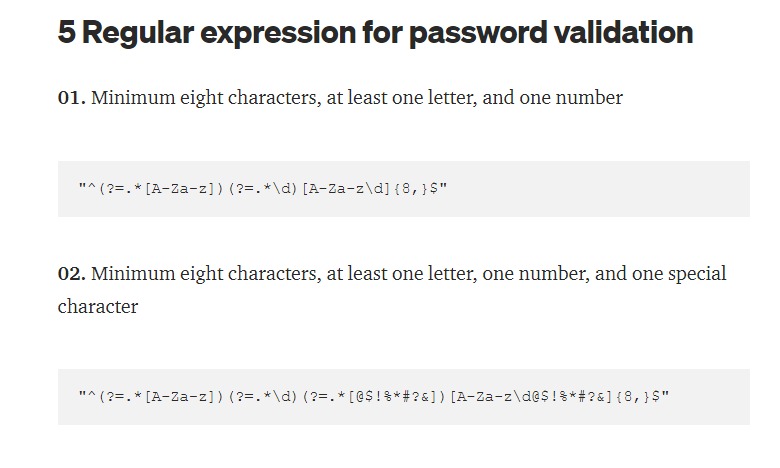 5 Regular expression for password validation
01. Minimum eight characters, at least one letter, and one number
"^(?=.*[A-Za-z])(?=.*\d)[A-Za-z\d]{8,}$"
02. Minimum eight characters, at least one letter, one number, and one special
character
"^(?=.*[A-Za-z])(?=.*\d)(?=.*[@$!%*#?&])[A-Za-z\d@$!%*#?&]{8,}$"